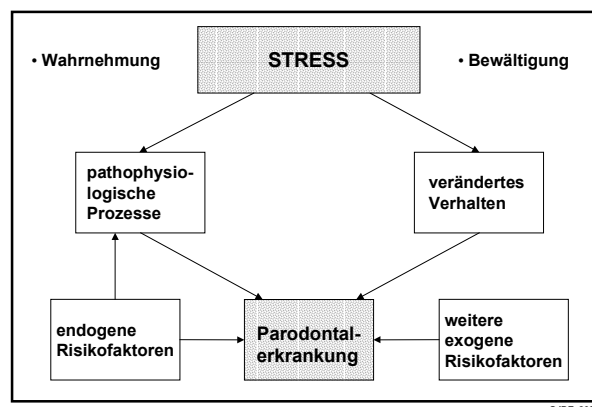 • Wahrnehmung
STRESS
• Bewältigung
pathophysio-
logische
Prozesse
verändertes
Verhalten
endogene
Risikofaktoren
Parodontal-
erkrankung
weitere
exogene
Risikofaktoren